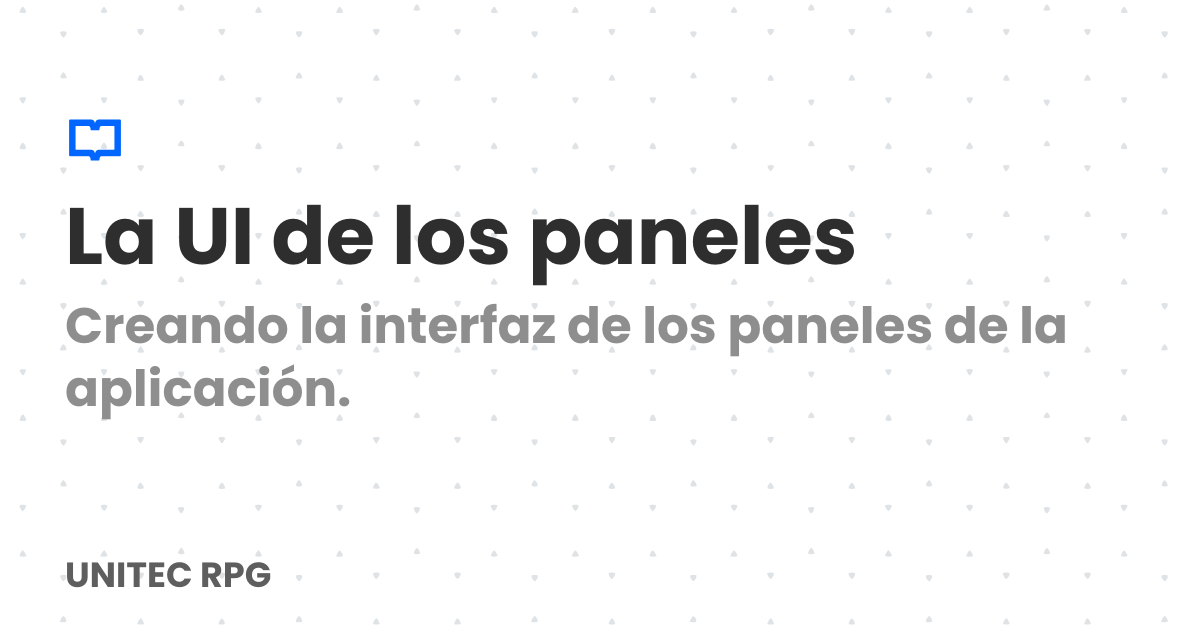 La UI de los paneles
Creando la interfaz de los paneles de la
aplicación.
UNITEC RPG